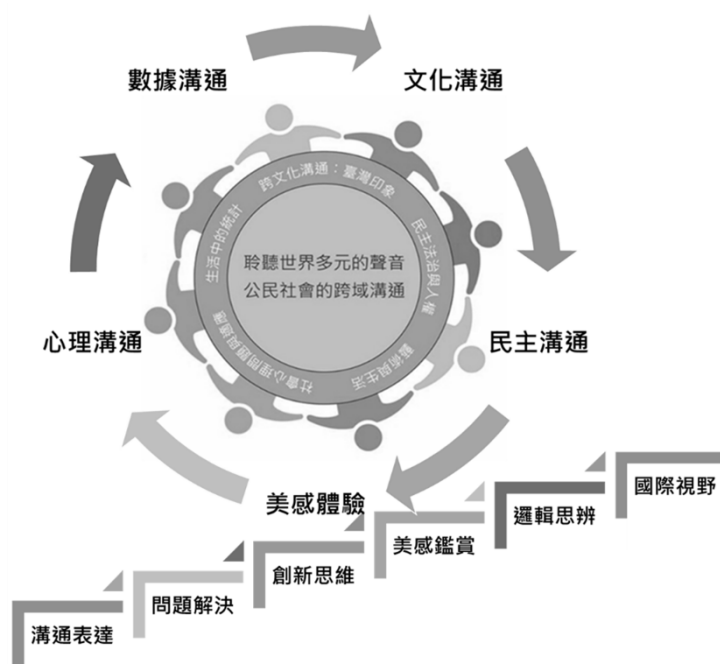 數據溝通
文化溝通
跨文化溝通：臺灣印象
生活中的統計
民主法治與人權
聆聽世界多元的聲音
公民社會的跨域溝通
心理溝通
民主溝通
社會心理問題與適應
藝術與生活
美感體驗
國際視野
邏輯思辨
美感鑑賞
創新思維
問題解決
溝通表達